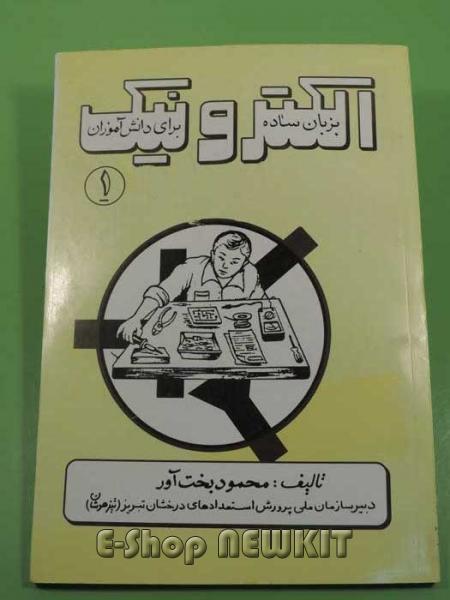 الکترونیک
بزبان ساده برای دانش آموزان
۱
تالیف: محمود بخت آور
دبیر سازمان ملی پرورش استعدادهای درخشان تبریز (تیزهوشان)
E-Shop NEWKIT